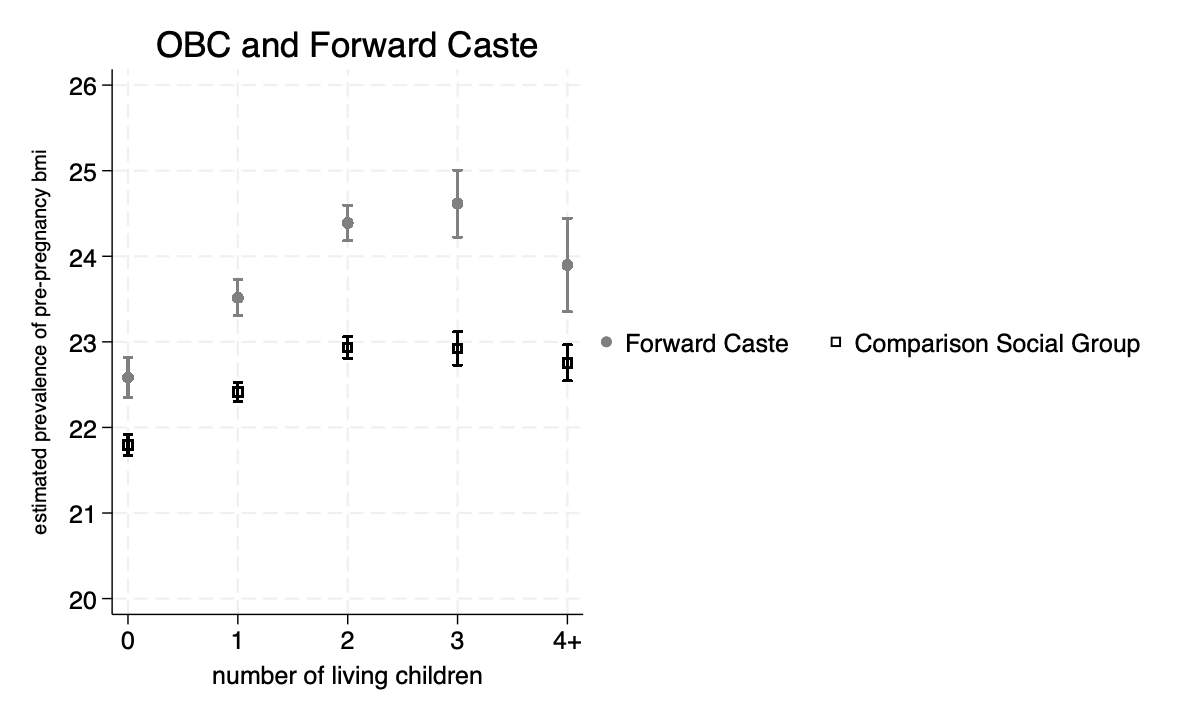 OBC and Forward Caste
estimated prevalence of pre-pregnancy bmi
26
25
24
23
22
21
20
0 1 2 3 4+
number of living children
Forward Caste
Comparison Social Group